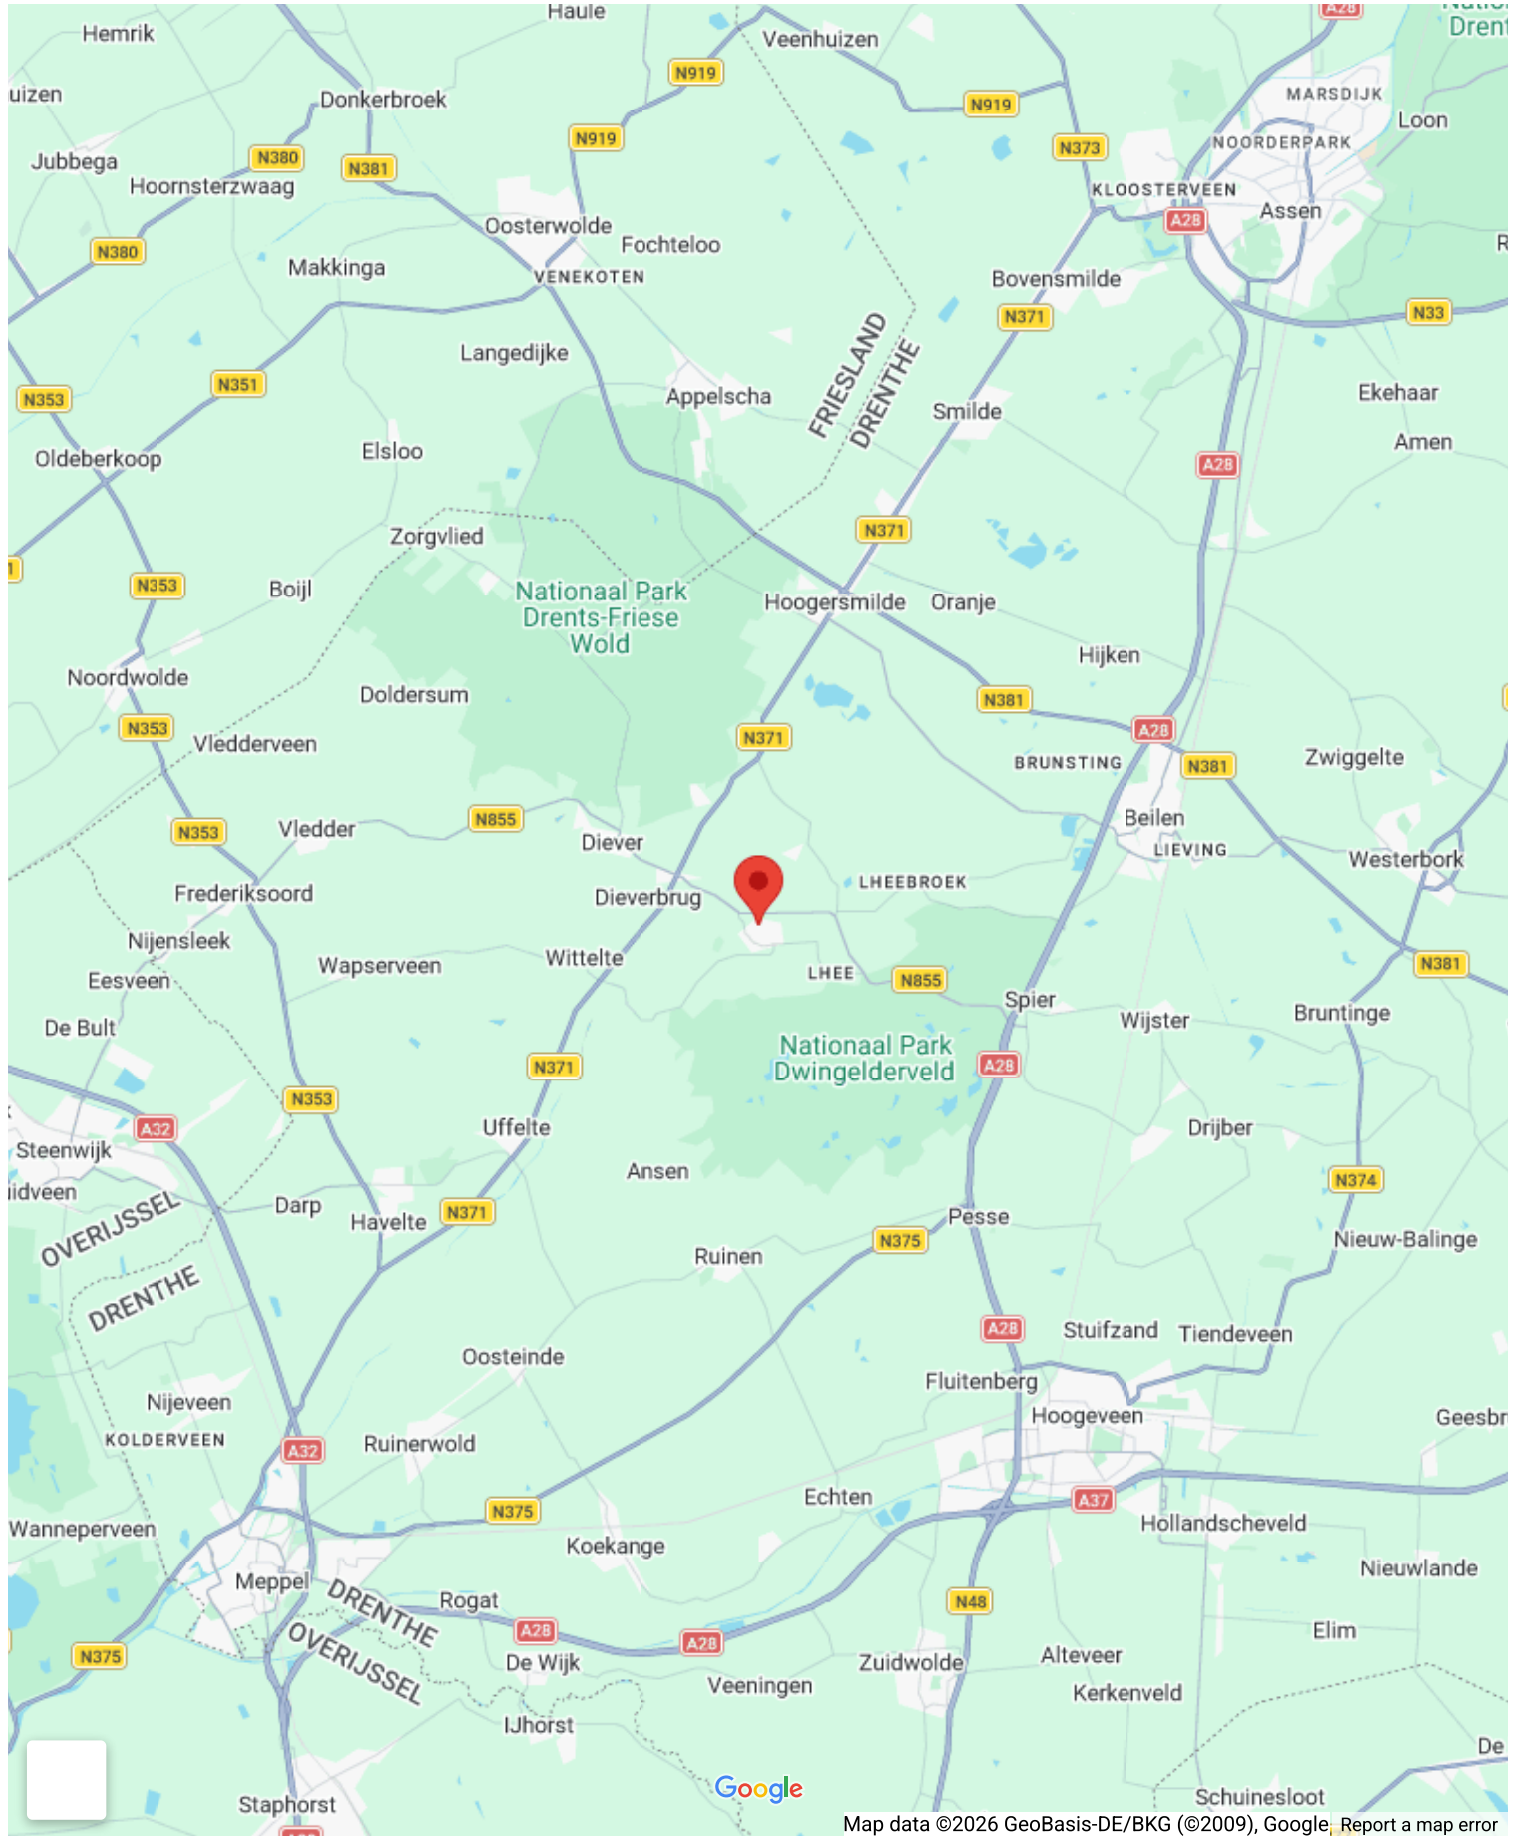 Haule
A28
Nation
Drent
Hemrik
Veenhuizen
N919
uizen
Donkerbroek
N919
MARSDIJK
Loon
N919
N373
NOORDERPARK
Jubbega
N380
N381
Hoornsterzwaag
KLOOSTERVEEN
Assen
A28
Oosterwolde
Fochteloo
R
N380
Makkinga
VENEKOTEN
Bovensmilde
N33
N371
FRIESLAND
DRENTHE
Langedijke
N351
N353
Appelscha
Ekehaar
Smilde
Amen
Elsloo
Oldeberkoop
A28
N371
Zorgvlied
1
N353
Boijl
Nationaal Park
Drents-Friese
Wold
Hoogersmilde
Oranje
Hijken
Noordwolde
Doldersum
N381
N353
Vledderveen
N371
A28
BRUNSTING
N381
Zwiggelte
N855
Beilen
N353
Vledder
Diever
LIEVING
Westerbork
LHEEBROEK
Frederiksoord
Dieverbrug
Nijensleek
Wittelte
Wapserveen
LHEE
N855
N381
Eesveen
Spier
Bruntinge
Wijster
De Bult
Nationaal Park
Dwingelderveld
A28
N371
N353
A32
Uffelte
Drijber
Steenwijk
Ansen
N374
uidveen
Darp
Havelte
N371
Pesse
OVERIJSSEL
DRENTHE
N375
Nieuw-Balinge
Ruinen
A28
Stuifzand
Tiendeveen
Oosteinde
Fluitenberg
Nijeveen
Hoogeveen
Geesbr
KOLDERVEEN
Ruinerwold
A32
Echten
A37
N375
Hollandscheveld
Wanneperveen
Koekange
Nieuwlande
Meppel
DRENTHE
OVERIJSSEL
Rogat
N48
A28
A28
Elim
N375
De Wijk
Zuidwolde
Alteveer
Veeningen
Kerkenveld
IJhorst
De
Google
Schuinesloot
Staphorst
Map data ©2026 GeoBasis-DE/BKG (©2009), Google
Report a map error